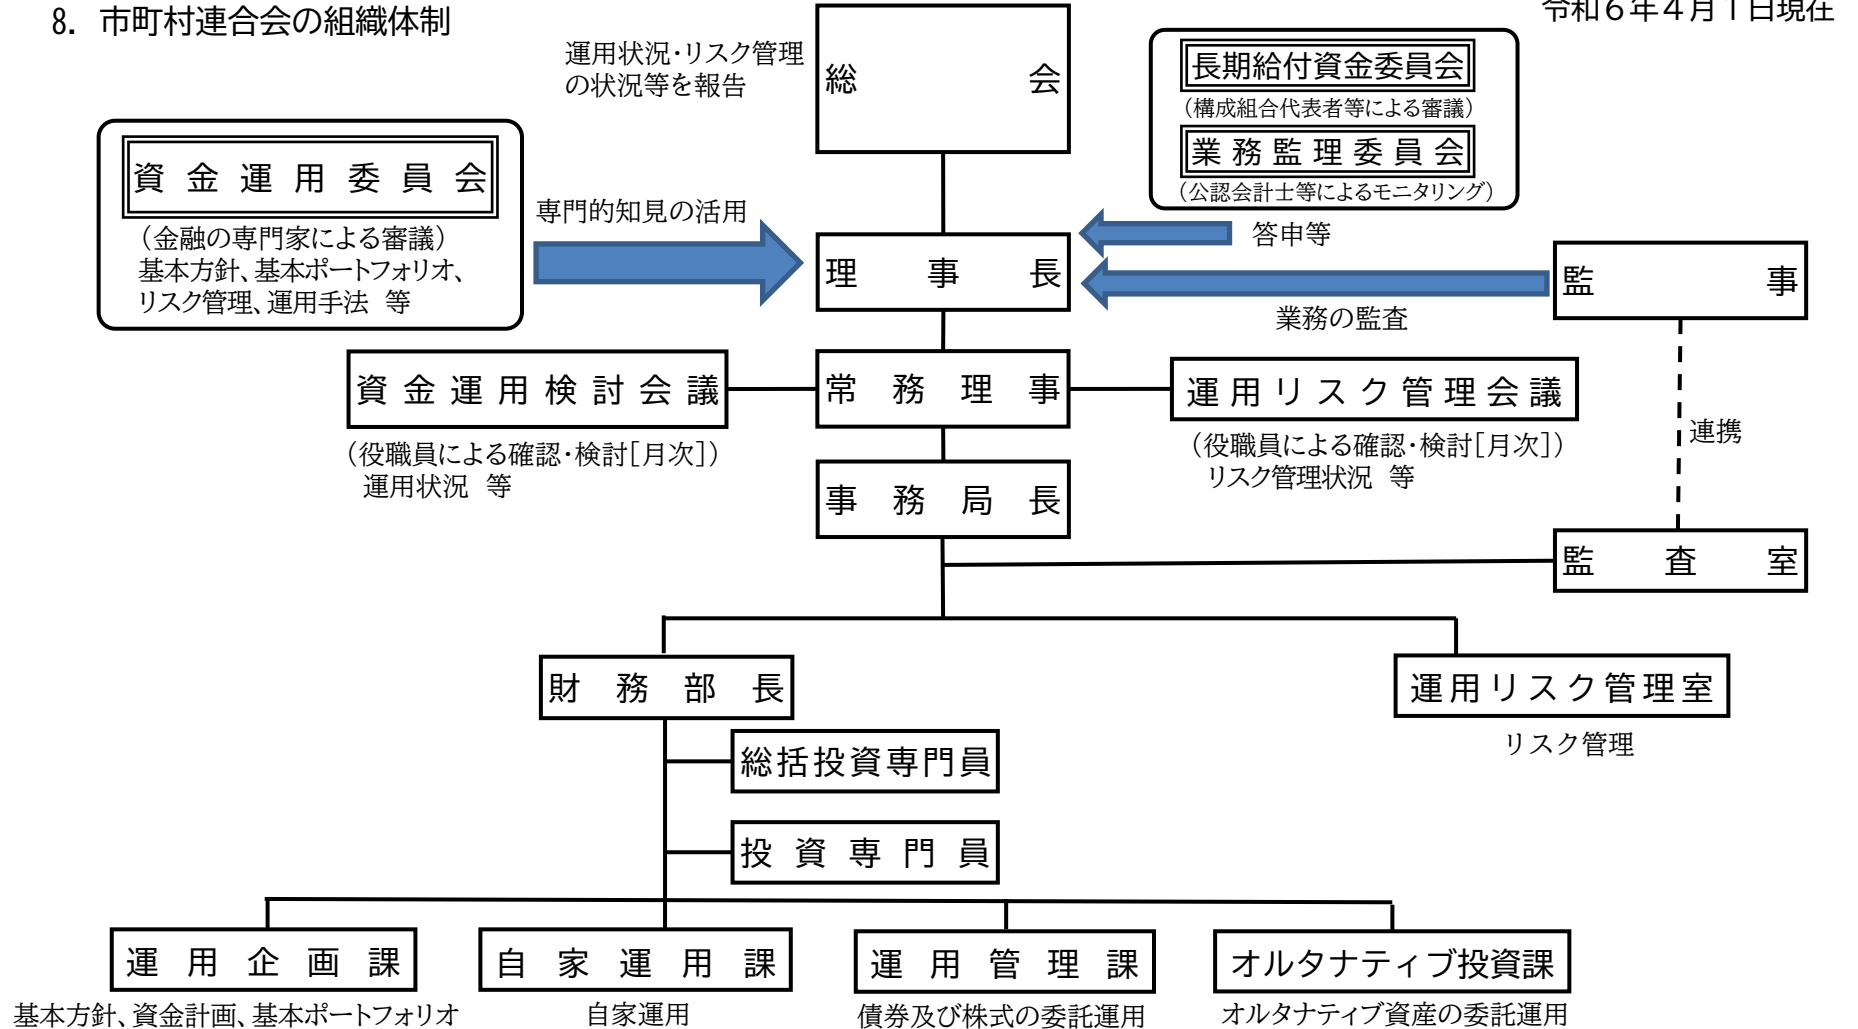 8. 市町村連合会の組織体制
令和6年4月1日現在
運用状況・リスク管理
の状況等を報告
総会
長期給付資金委員会
（構成組合代表者等による審議）
業務監理委員会
（公認会計士等によるモニタリング）
資金運用委員会
（金融の専門家による審議）
基本方針、基本ポートフォリオ、
リスク管理、運用手法 等
専門的知見の活用
答申等
理事長
監事
業務の監査
資金運用検討会議
（役職員による確認・検討［月次］）
運用状況 等
常務理事
運用リスク管理会議
（役職員による確認・検討［月次］）
リスク管理状況 等
連携
事務局長
監査室
財務部長
運用リスク管理室
リスク管理
総括投資専門員
投資専門員
運用企画課
基本方針、資金計画、基本ポートフォリオ
自家運用課
自家運用
運用管理課
債券及び株式の委託運用
オルタナティブ投資課
オルタナティブ資産の委託運用